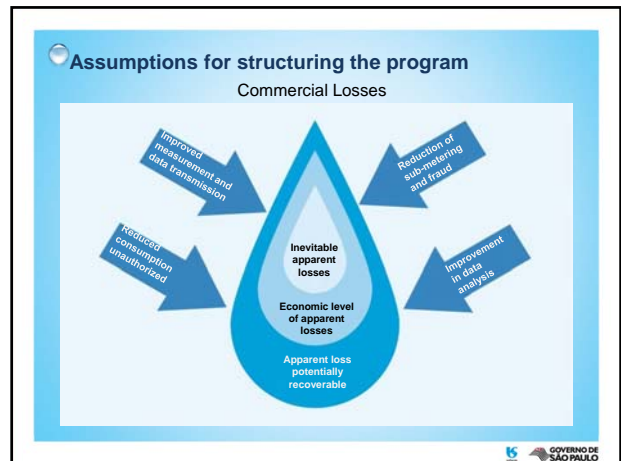 Assumptions for structuring the program
Commercial Losses
Improved
measurement and
data transmission
Reduction of
sub-metering
and fraud
Reduced
consumption
unauthorized
Improvement
in data
analysis
Inevitable
apparent
losses
Economic level
of apparent
losses
Apparent loss
potentially
recoverable
GOVERNO DE
SÃO PAULO